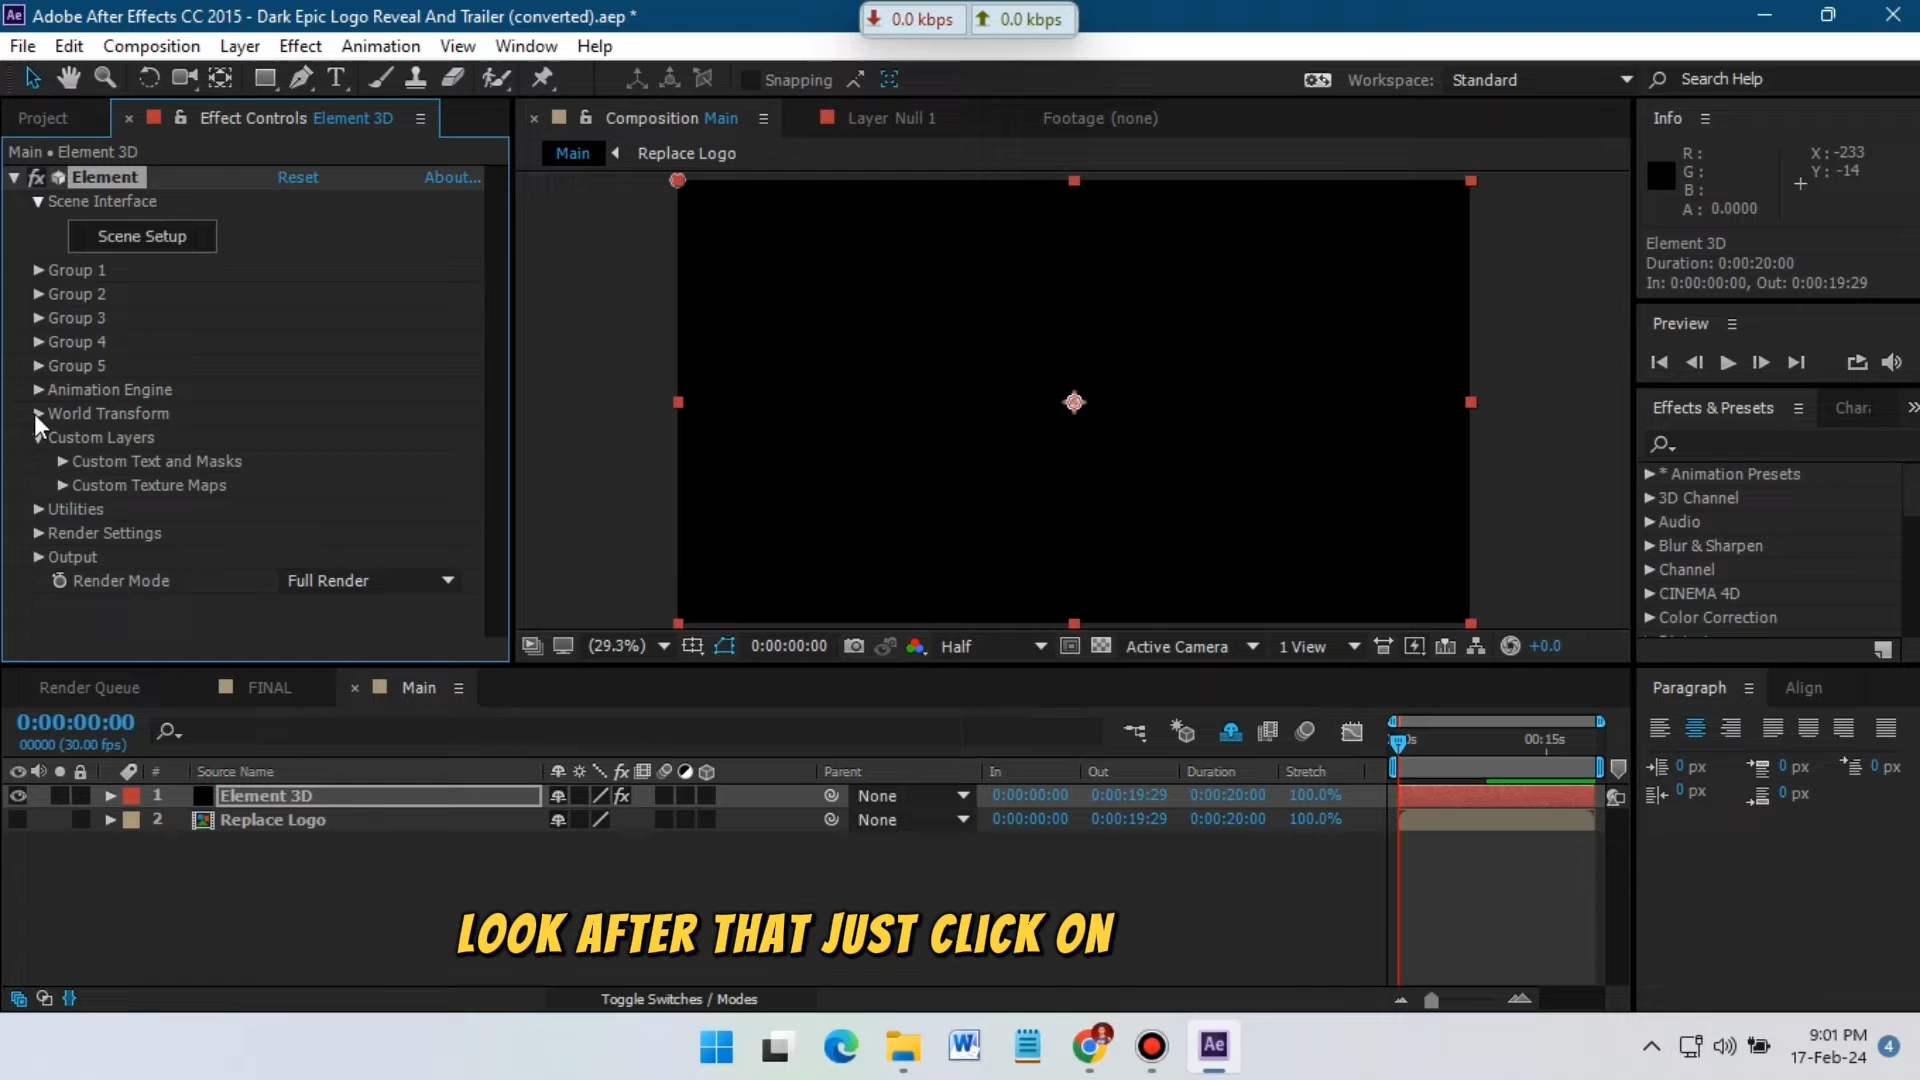 Adobe After Effects CC 2015 - Dark Epic Logo Reveal And Trailer (converted).aep *
0.0 kbps 0.0 kbps
File Edit Composition Layer Effect Animation View Window Help
Snapping Workspace: Standard Search Help
Project Effect Controls Element 3D
Composition Main Layer Null 1 Footage (none)
Main • Element 3D
Main Replace Logo
fx Element Reset About...
Scene Interface
Scene Setup
Group 1
Group 2
Group 3
Group 4
Group 5
Animation Engine
World Transform
Custom Layers
Custom Text and Masks
Custom Texture Maps
Utilities
Render Settings
Output
Render Mode Full Render
(29.3%) 0:00:00:00 Half Active Camera 1 View +0.0
Info
R: X: -233
G: Y: -14
B:
A: 0.0000
Element 3D
Duration: 0:00:20:00
In: 0:00:00:00, Out: 0:00:19:29
Preview
Effects & Presets
* Animation Presets
3D Channel
Audio
Blur & Sharpen
Channel
CINEMA 4D
Color Correction
Render Queue FINAL Main
0:00:00:00
00000 (30.00 fps)
00:15s
# Source Name fx Parent In Out Duration Stretch
1 Element 3D fx None 0:00:00:00 0:00:19:29 0:00:20:00 100.0%
2 Replace Logo None 0:00:00:00 0:00:19:29 0:00:20:00 100.0%
Paragraph Align
0 px 0 px 0 px
0 px 0 px
LOOK AFTER THAT JUST CLICK ON
Toggle Switches / Modes
9:01 PM
17-Feb-24
4